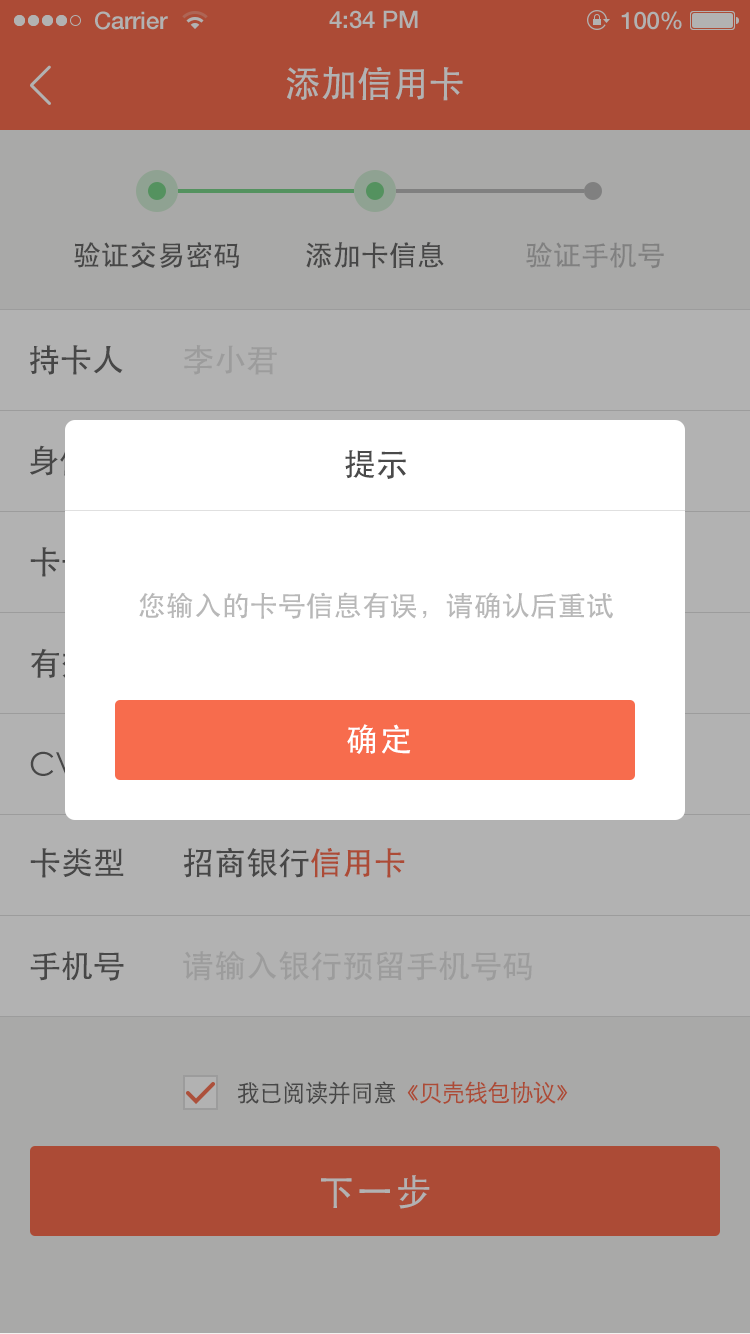 Carrier 4:34 PM 100%
添加信用卡
验证交易密码 添加卡信息 验证手机号
持卡人 李小君
身
提示
卡
您输入的卡号信息有误，请确认后重试
有
确定
CV
卡类型 招商银行信用卡
手机号 请输入银行预留手机号码
我已阅读并同意《贝壳钱包协议》
下一步